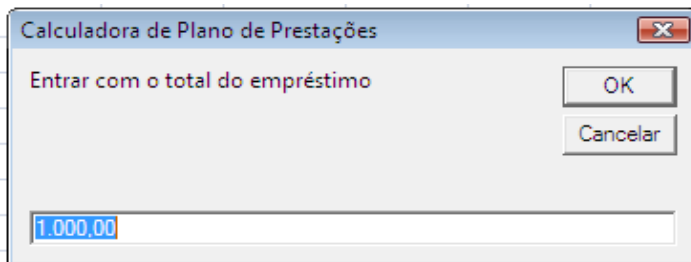 Calculadora de Plano de Prestações
Entrar com o total do empréstimo
OK
Cancelar
1.000,00